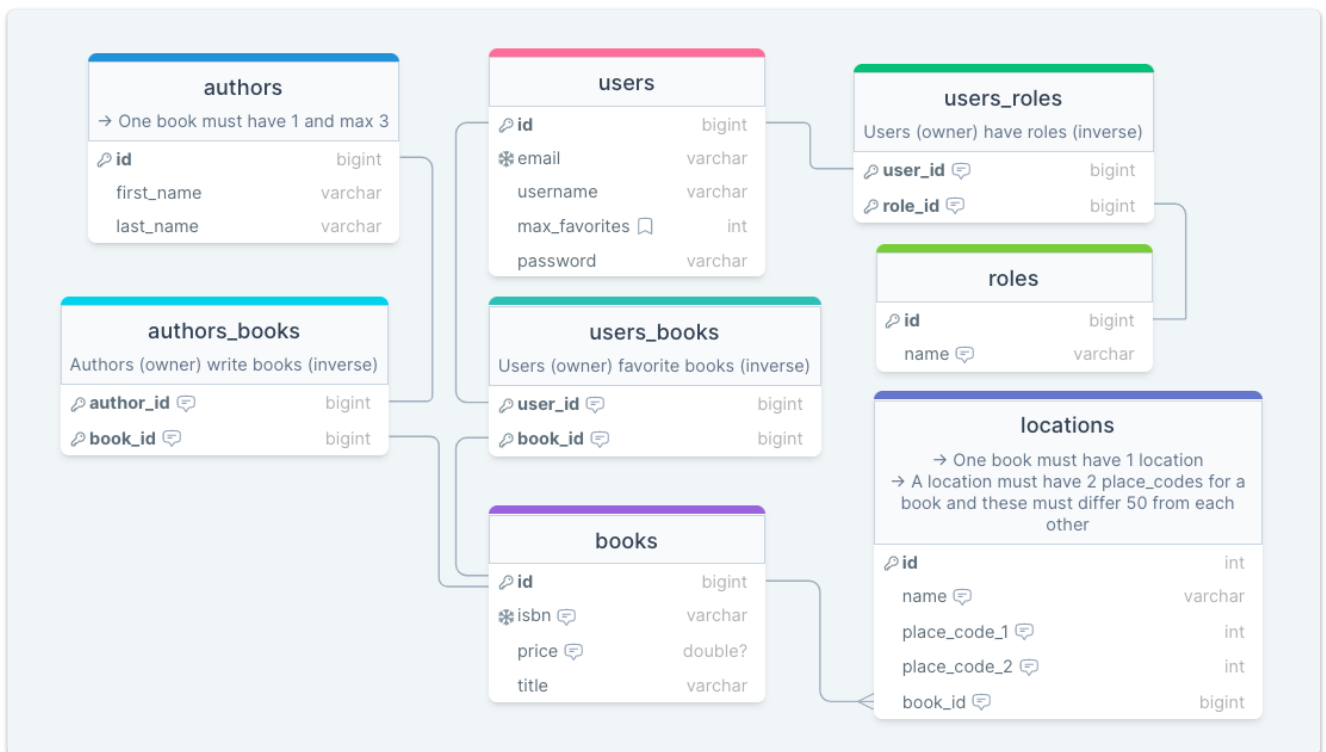 authors
→ One book must have 1 and max 3
id bigint
first_name varchar
last_name varchar
users
id bigint
email varchar
username varchar
max_favorites int
password varchar
users_roles
Users (owner) have roles (inverse)
user_id bigint
role_id bigint
roles
id bigint
name varchar
authors_books
Authors (owner) write books (inverse)
author_id bigint
book_id bigint
users_books
Users (owner) favorite books (inverse)
user_id bigint
book_id bigint
books
id bigint
isbn varchar
price double?
title varchar
locations
→ One book must have 1 location
→ A location must have 2 place_codes for a
book and these must differ 50 from each
other
id int
name varchar
place_code_1 int
place_code_2 int
book_id bigint